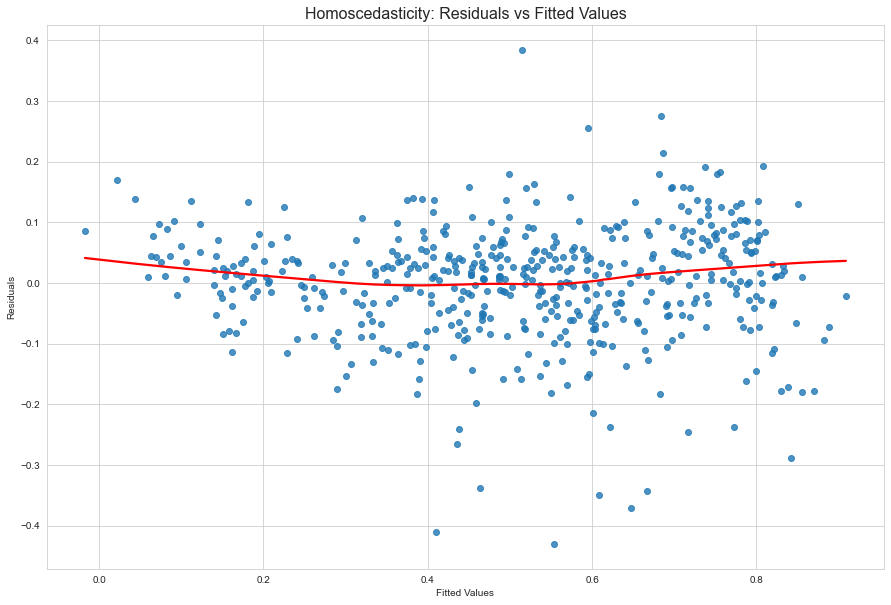 Homoscedasticity: Residuals vs Fitted Values
0.4
0.3
0.2
0.1
0.0
−0.1
−0.2
−0.3
−0.4
Residuals
0.0 0.2 0.4 0.6 0.8
Fitted Values